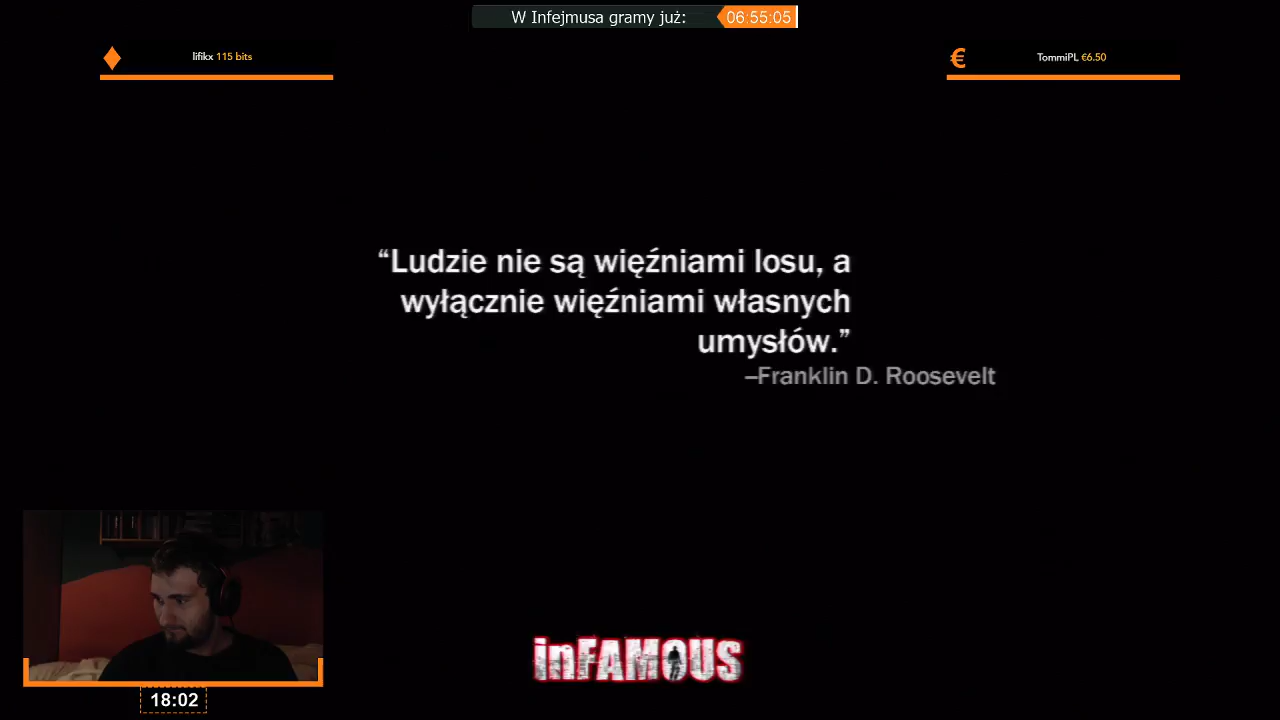 W Infejmusa gramy już: 06:55:05
lifikx 115 bits
€ TommiPL €6.50
“Ludzie nie są więźniami losu, a
wyłącznie więźniami własnych
umysłów.”
–Franklin D. Roosevelt
inFAMOUS
18:02